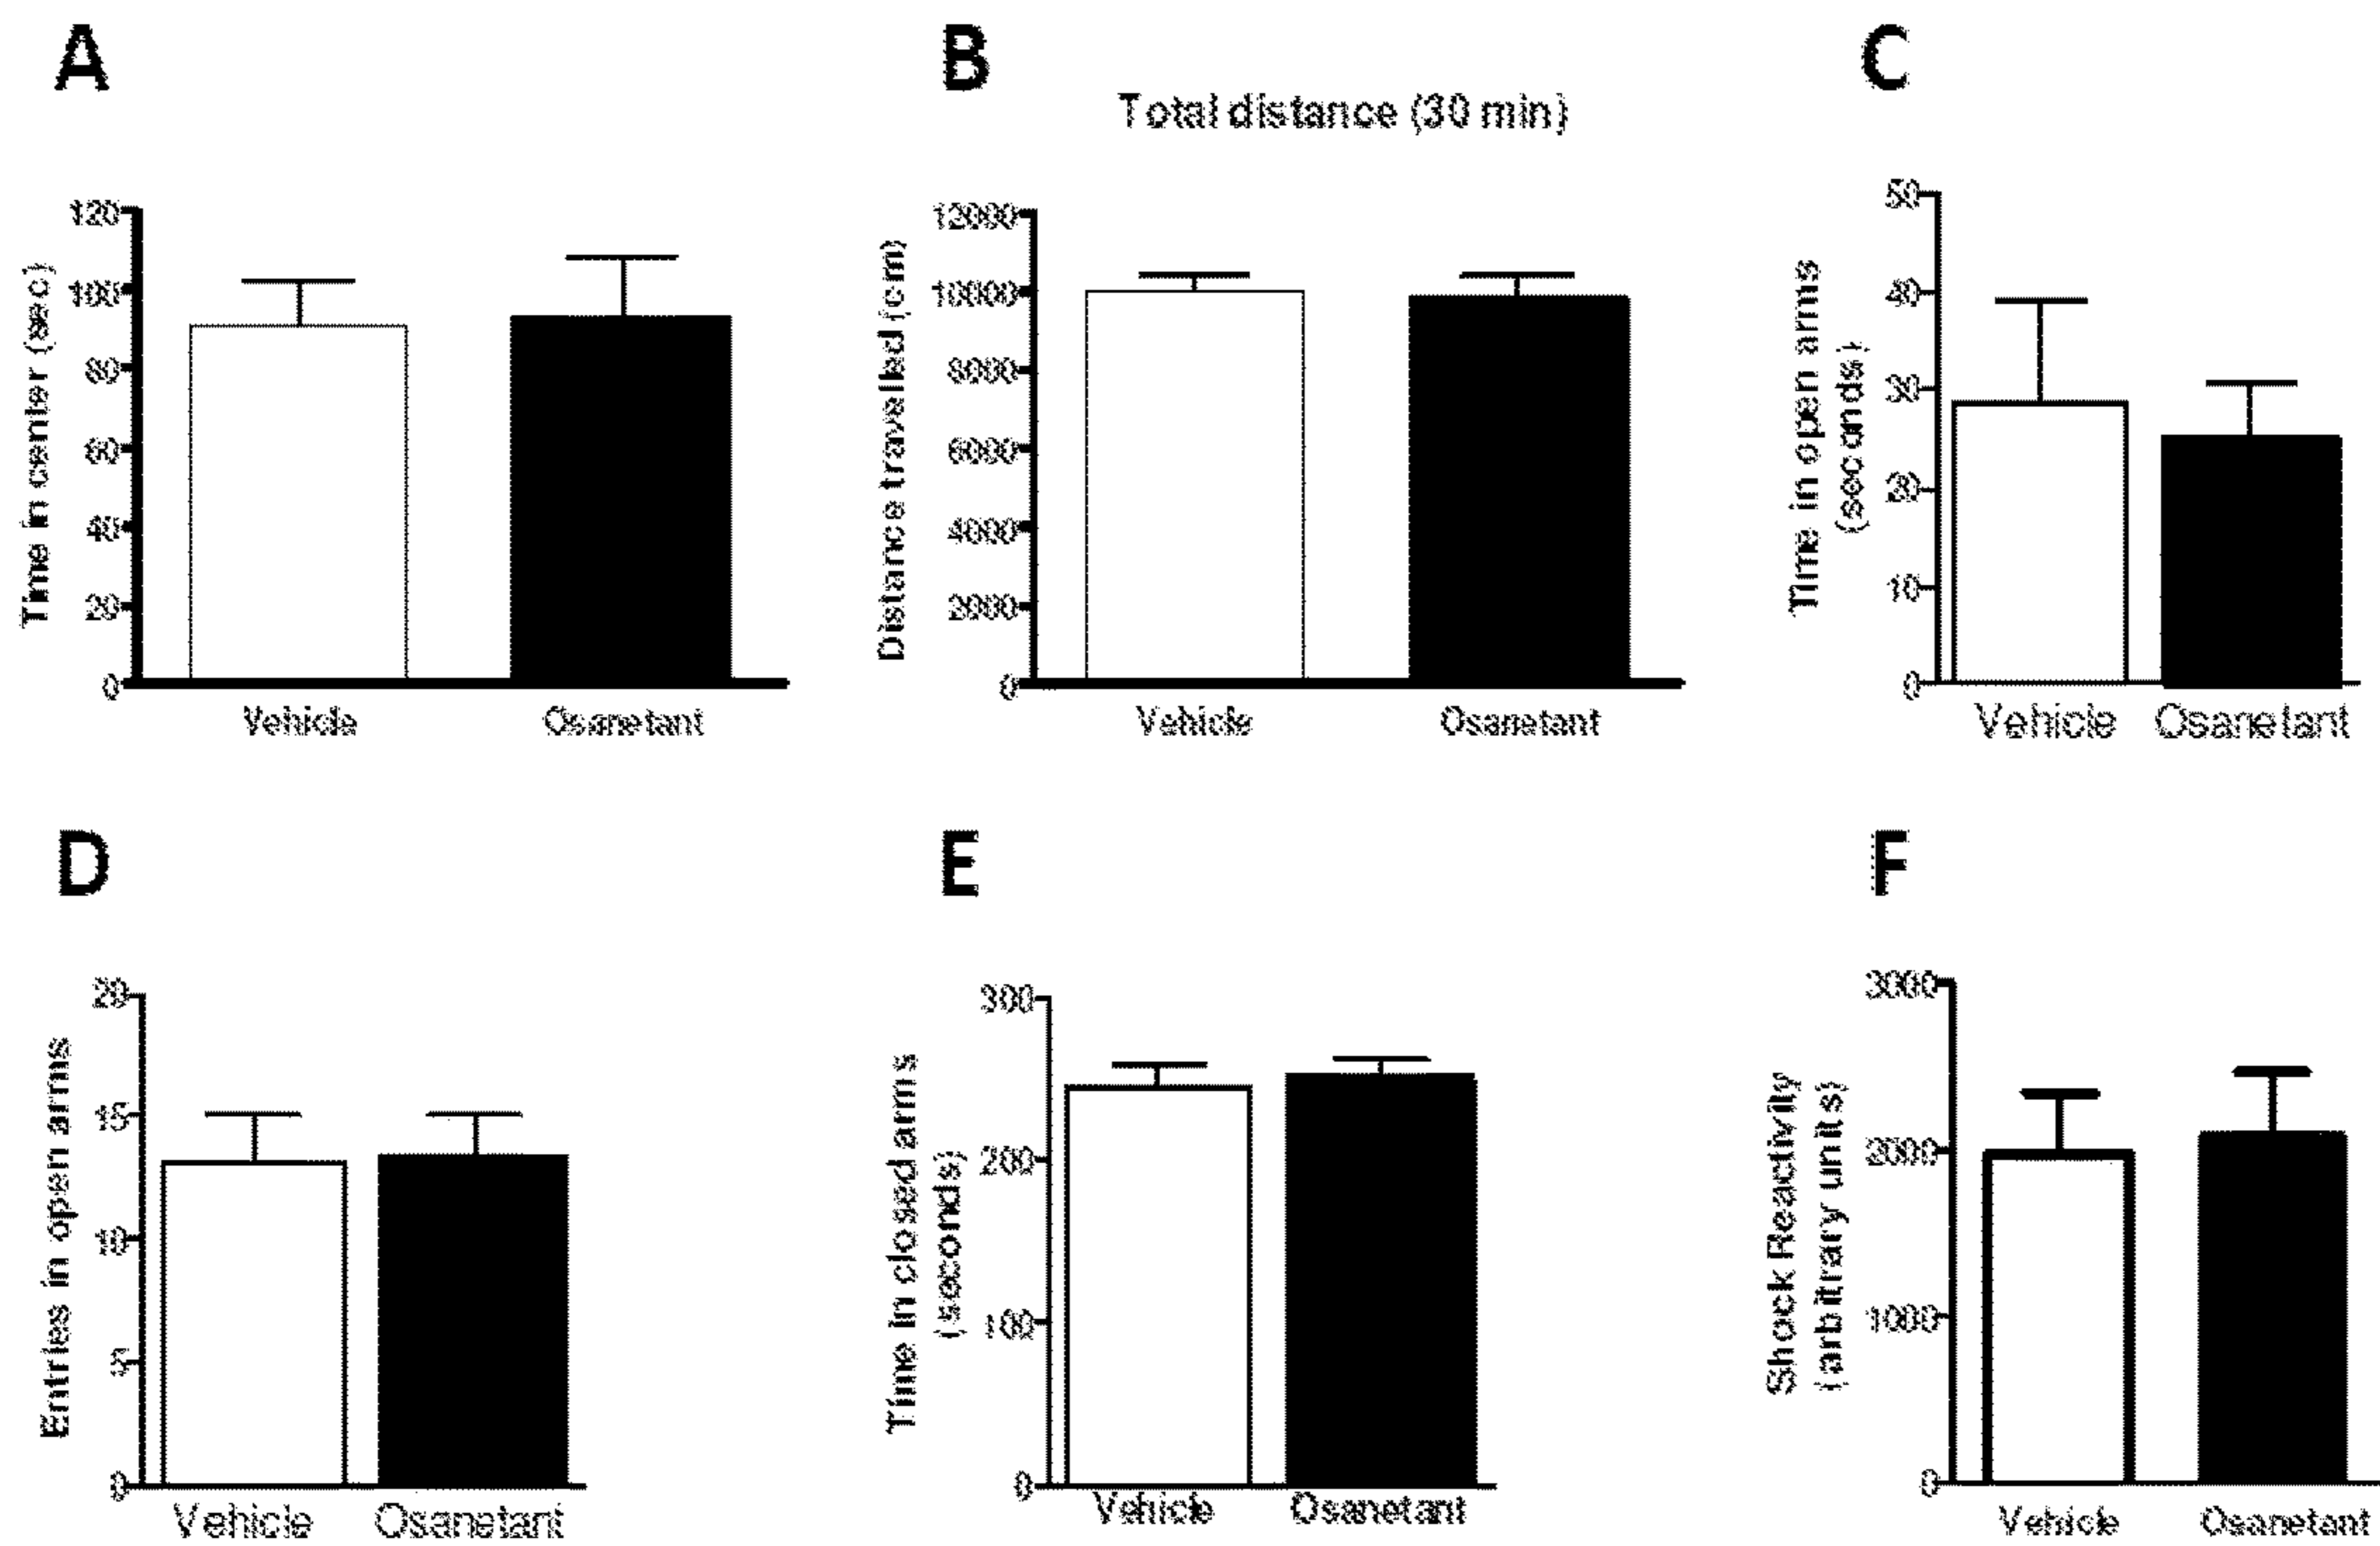 A
Time in center (sec)
120
100
80
60
40
20
0
Vehicle
Osanetant
B
Total distance (30 min)
Distance travelled (cm)
12000
10000
8000
6000
4000
2000
0
Vehicle
Osanetant
C
Time in open arms
(seconds)
50
40
30
20
10
0
Vehicle
Osanetant
D
Entries in open arms
20
15
10
5
0
Vehicle
Osanetant
E
Time in closed arms
(seconds)
300
200
100
0
Vehicle
Osanetant
F
Shock Reactivity
(arbitrary units)
3000
2000
1000
0
Vehicle
Osanetant